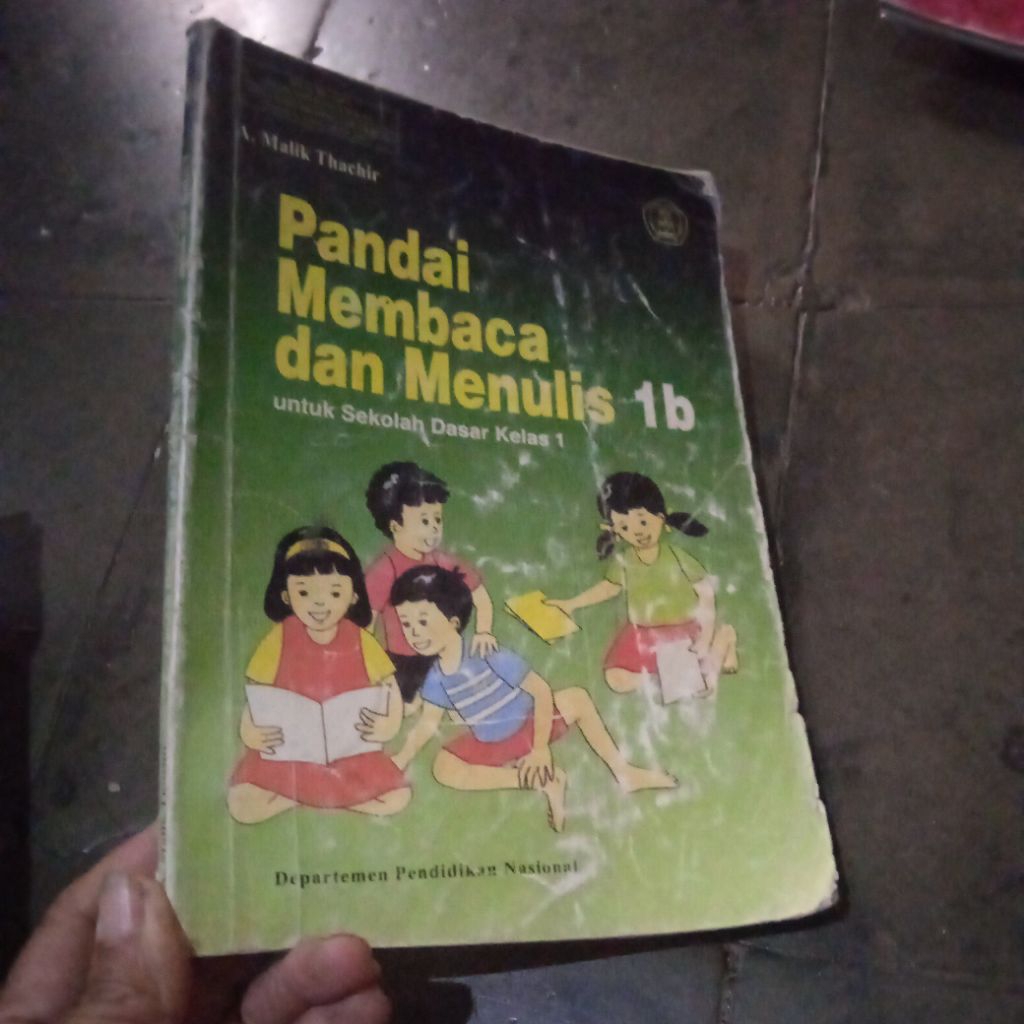 A. Malik Thachir
Pandai
Membaca
dan Menulis 1b
untuk Sekolah Dasar Kelas 1
Departemen Pendidikan Nasional